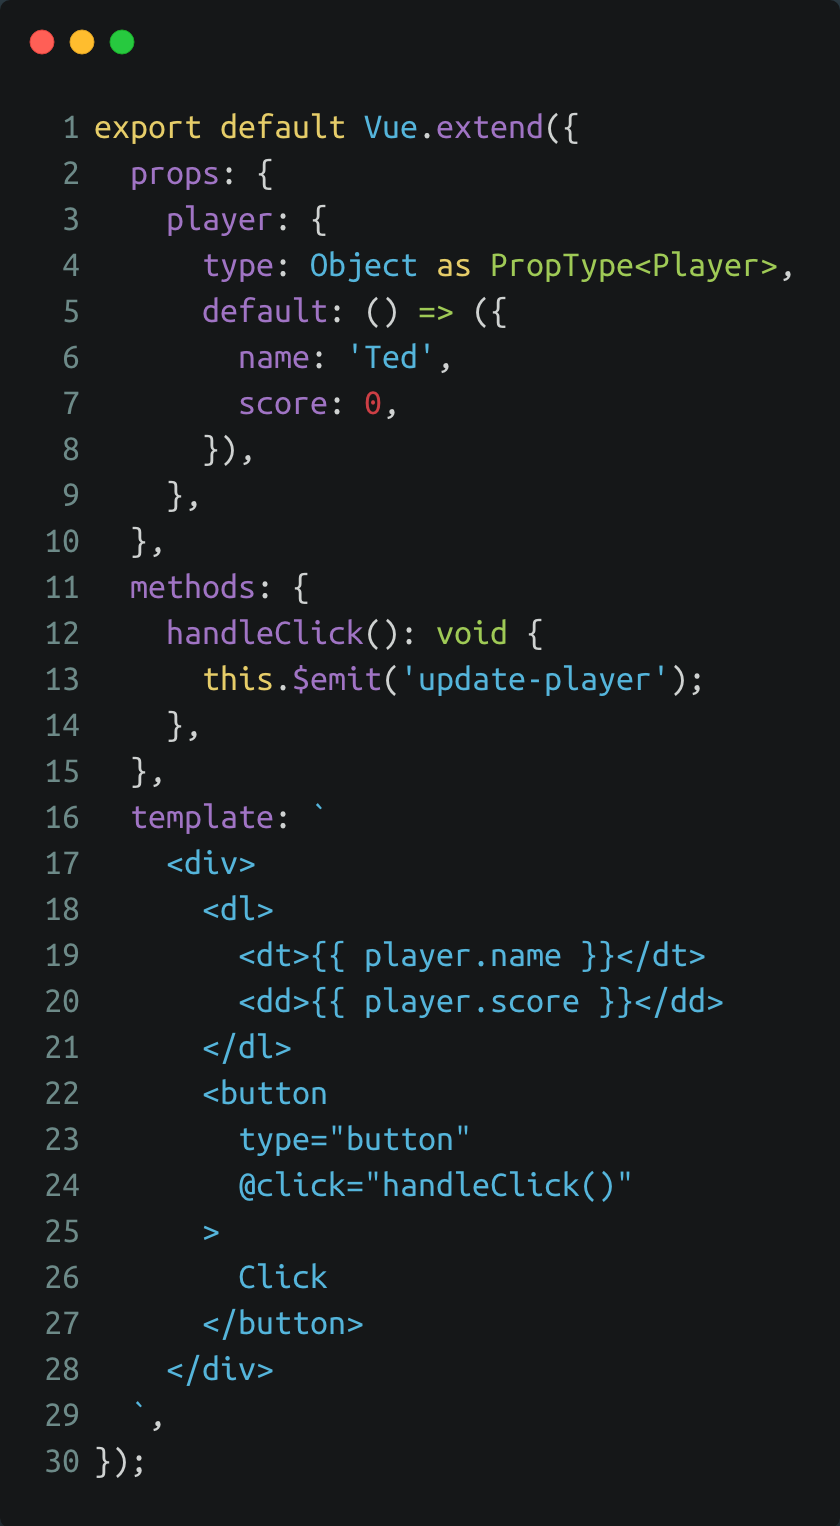 1 export default Vue.extend({
2   props: {
3     player: {
4       type: Object as PropType<Player>,
5       default: () => ({
6         name: 'Ted',
7         score: 0,
8       }),
9     },
10   },
11   methods: {
12     handleClick(): void {
13       this.$emit('update-player');
14     },
15   },
16   template: `
17     <div>
18       <dl>
19         <dt>{{ player.name }}</dt>
20         <dd>{{ player.score }}</dd>
21       </dl>
22       <button
23         type="button"
24         @click="handleClick()"
25       >
26         Click
27       </button>
28     </div>
29   `,
30 });